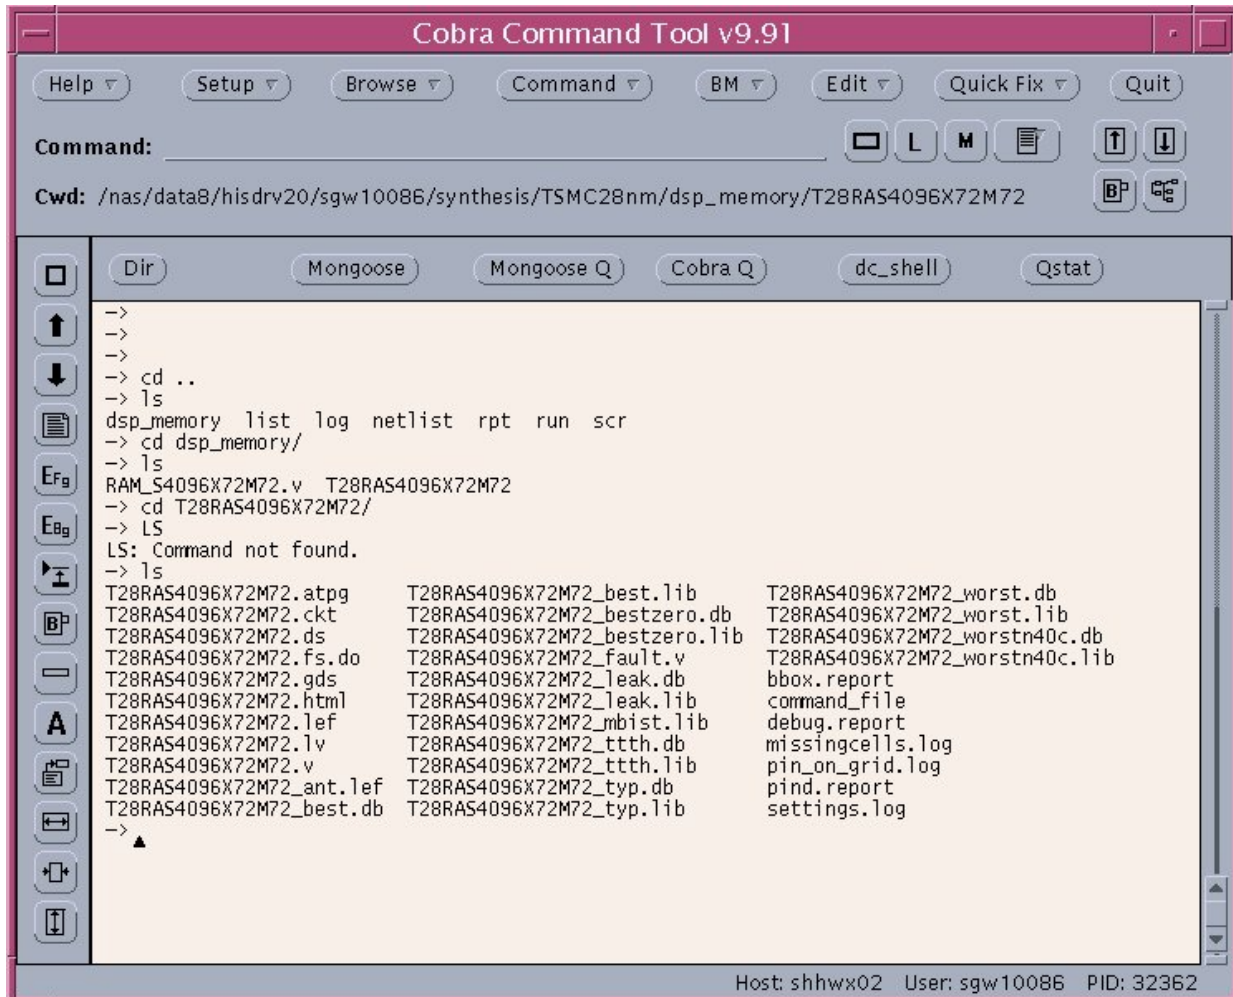 Cobra Command Tool v9.91
Help Setup Browse Command BM Edit Quick Fix Quit
Command: L M
Cwd: /nas/data8/hisdrv20/sgw10086/synthesis/TSMC28nm/dsp_memory/T28RAS4096X72M72 B
Dir Mongoose Mongoose Q Cobra Q dc_shell Qstat
->
->
->
-> cd ..
-> ls
dsp_memory list log netlist rpt run scr
-> cd dsp_memory/
-> ls
RAM_S4096X72M72.v T28RAS4096X72M72
-> cd T28RAS4096X72M72/
-> LS
LS: Command not found.
-> ls
T28RAS4096X72M72.atpg T28RAS4096X72M72_best.lib T28RAS4096X72M72_worst.db
T28RAS4096X72M72.ckt T28RAS4096X72M72_bestzero.db T28RAS4096X72M72_worst.lib
T28RAS4096X72M72.ds T28RAS4096X72M72_bestzero.lib T28RAS4096X72M72_worstn40c.db
T28RAS4096X72M72.fs.do T28RAS4096X72M72_fault.v T28RAS4096X72M72_worstn40c.lib
T28RAS4096X72M72.gds T28RAS4096X72M72_leak.db bbox.report
T28RAS4096X72M72.html T28RAS4096X72M72_leak.lib command_file
T28RAS4096X72M72.lef T28RAS4096X72M72_mbist.lib debug.report
T28RAS4096X72M72.lv T28RAS4096X72M72_ttth.db missingcells.log
T28RAS4096X72M72.v T28RAS4096X72M72_ttth.lib pin_on_grid.log
T28RAS4096X72M72_ant.lef T28RAS4096X72M72_typ.db pind.report
T28RAS4096X72M72_best.db T28RAS4096X72M72_typ.lib settings.log
->
EFg
EBg
B
A
Host: shhwx02 User: sgw10086 PID: 32362